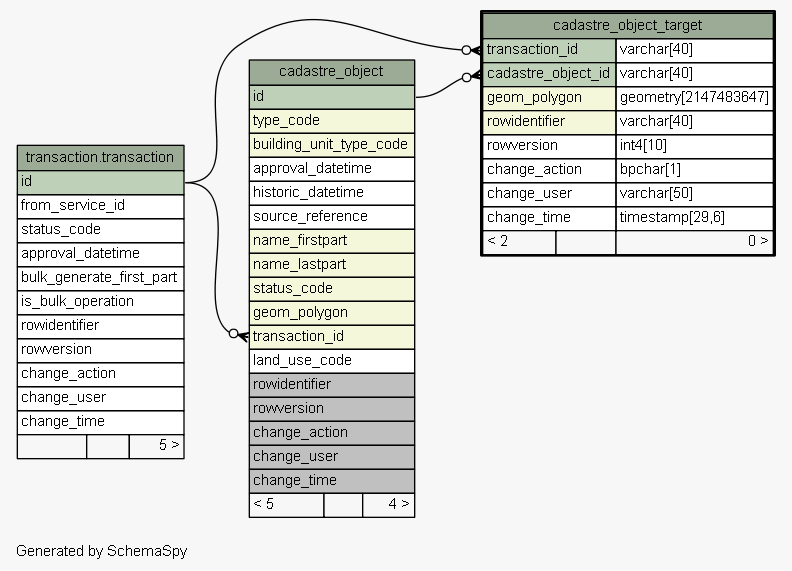 cadastre_object_target
transaction_id varchar[40]
cadastre_object_id varchar[40]
geom_polygon geometry[2147483647]
rowidentifier varchar[40]
rowversion int4[10]
change_action bpchar[1]
change_user varchar[50]
change_time timestamp[29,6]
< 2 0 >
cadastre_object
id
type_code
building_unit_type_code
approval_datetime
historic_datetime
source_reference
name_firstpart
name_lastpart
status_code
geom_polygon
transaction_id
land_use_code
rowidentifier
rowversion
change_action
change_user
change_time
< 5 4 >
transaction.transaction
id
from_service_id
status_code
approval_datetime
bulk_generate_first_part
is_bulk_operation
rowidentifier
rowversion
change_action
change_user
change_time
5 >
Generated by SchemaSpy